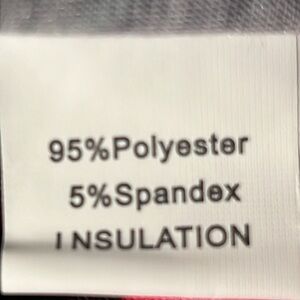 95%Polyester
5%Spandex
INSULATION